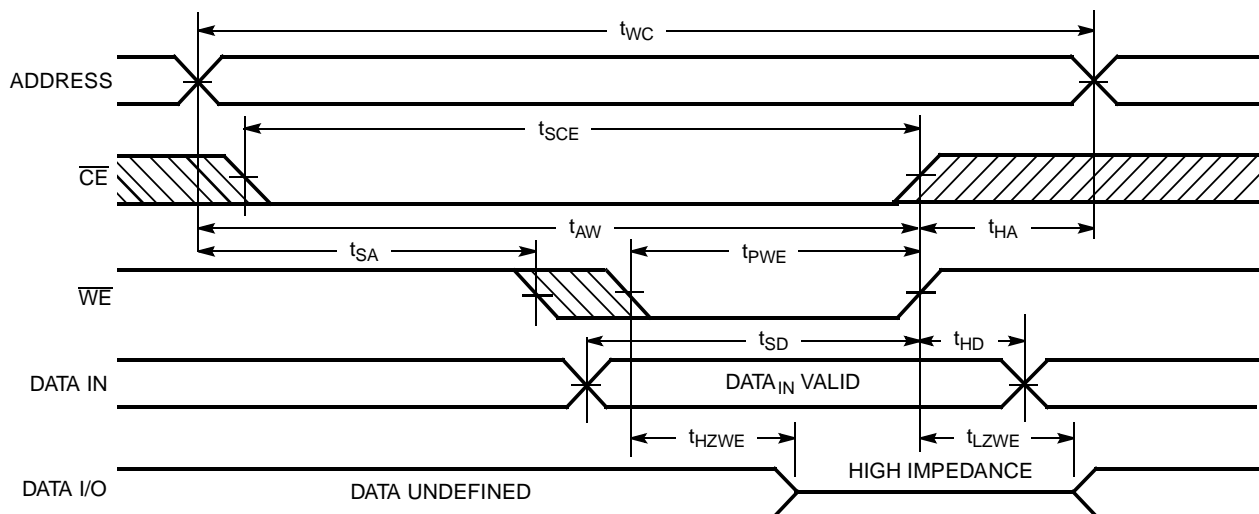 tWC
ADDRESS
tSCE
CE
tAW
tHA
tSA
tPWE
WE
tSD
tHD
DATA IN
DATAIN VALID
tHZWE
tLZWE
HIGH IMPEDANCE
DATA I/O
DATA UNDEFINED